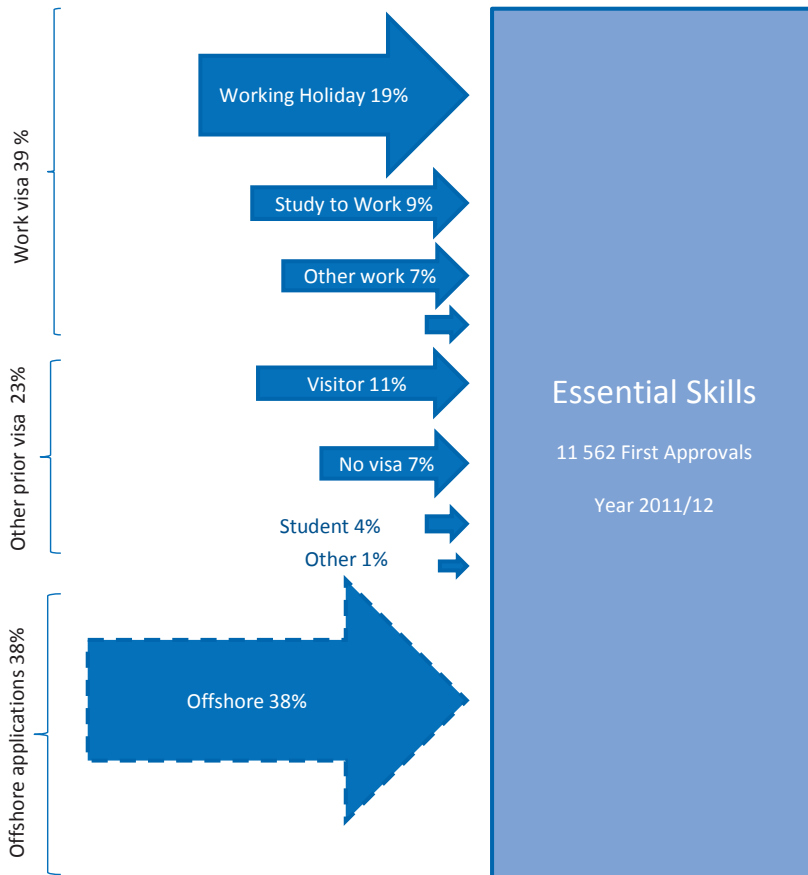 Work visa 39 %
Working Holiday 19%
Study to Work 9%
Other work 7%
Other prior visa  23%
Visitor 11%
No visa 7%
Student 4%
Other 1%
Offshore applications 38%
Offshore 38%
Essential Skills
11 562 First Approvals
Year 2011/12